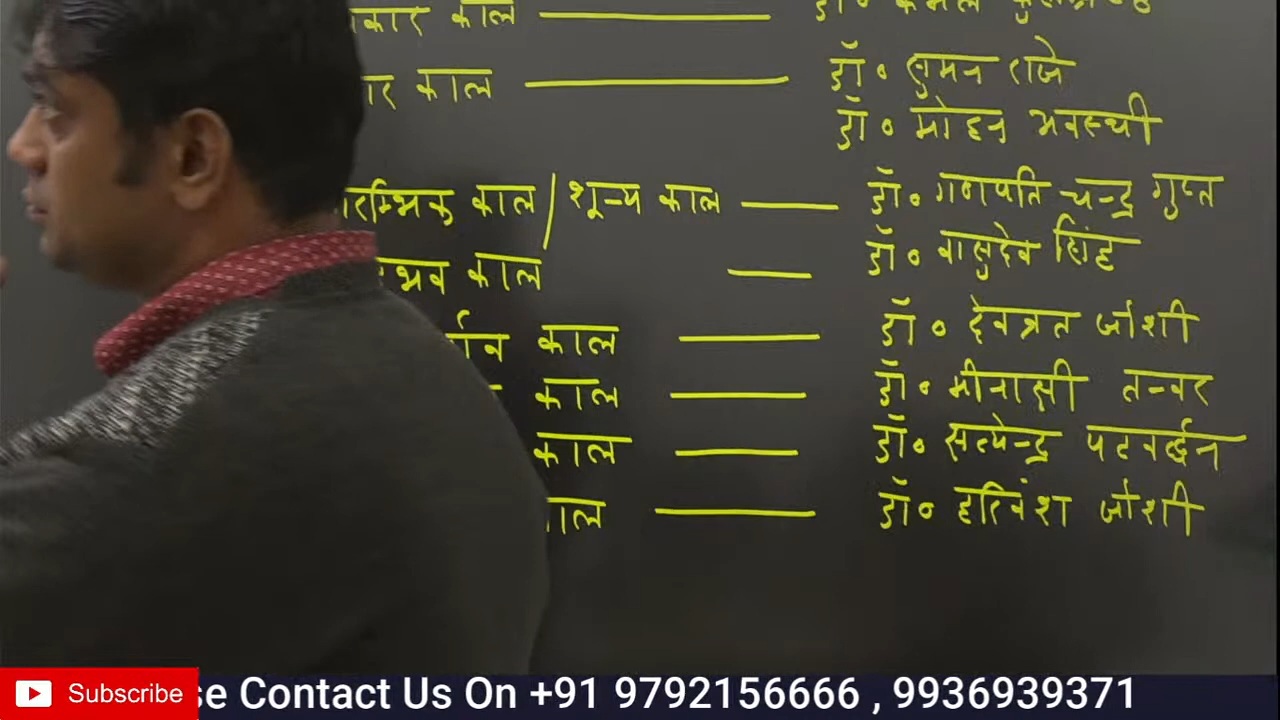 कार काल ——— डॉ० कमल कुलश्रेष्ठ
र काल ——— डॉ० सुमन राजे
डॉ० मोहन अवस्थी
रम्भिक काल / शून्य काल —— डॉ० गणपति चन्द्र गुप्त
भव काल —— डॉ० वासुदेव सिंह
काल —— डॉ० देवव्रत जोशी
काल —— डॉ० मीनाक्षी तन्वर
काल —— डॉ० सत्येन्द्र पटवर्द्धन
काल —— डॉ० हरिवंश जोशी
Subscribe se Contact Us On +91 9792156666 , 9936939371